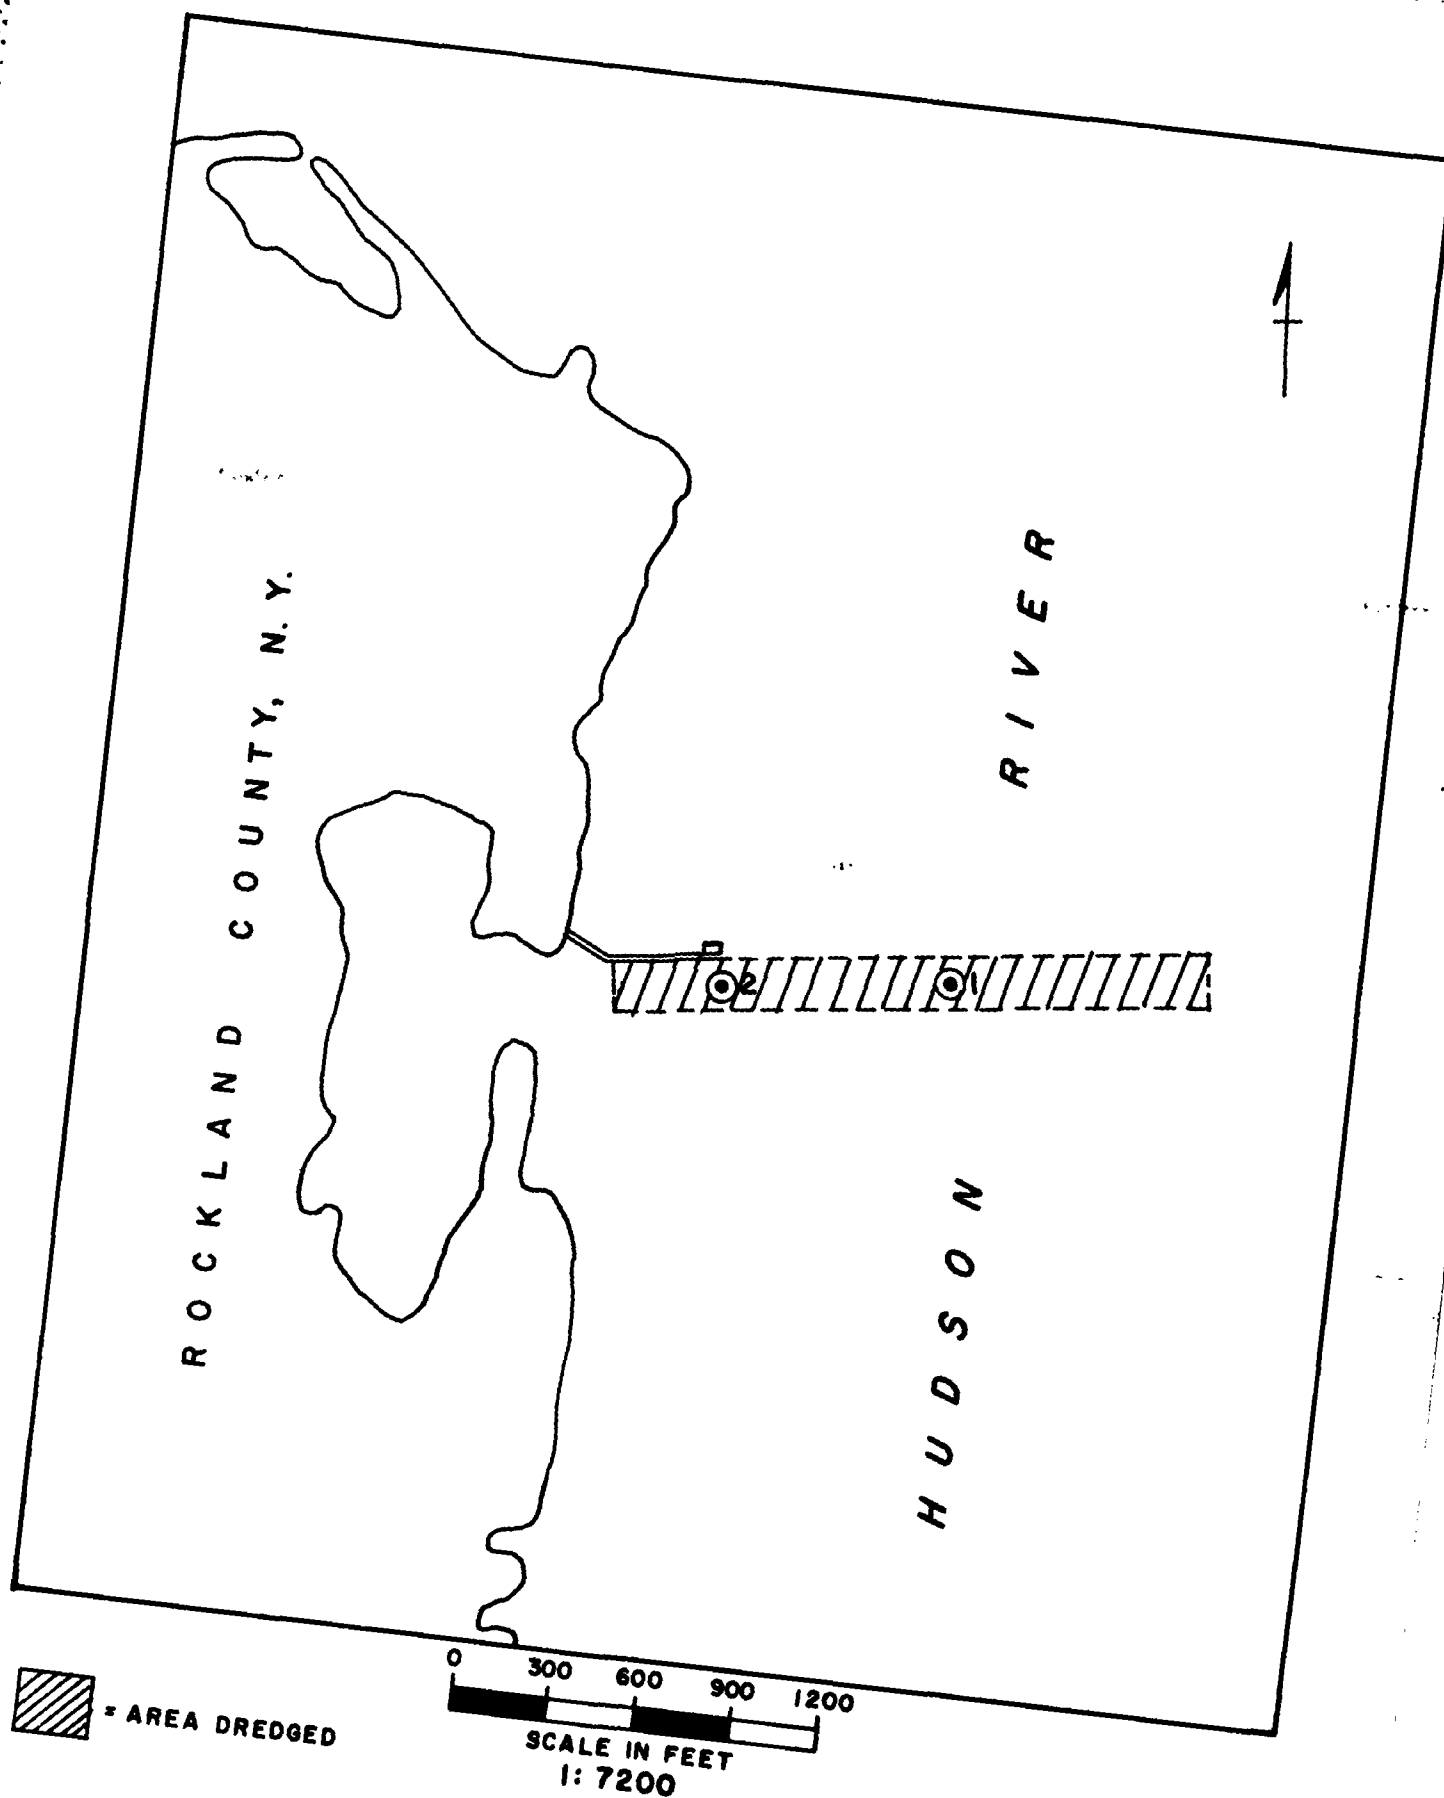 ROCKLAND COUNTY, N.Y.
HUDSON RIVER
2
1
= AREA DREDGED
0 300 600 900 1200
SCALE IN FEET
1: 7200